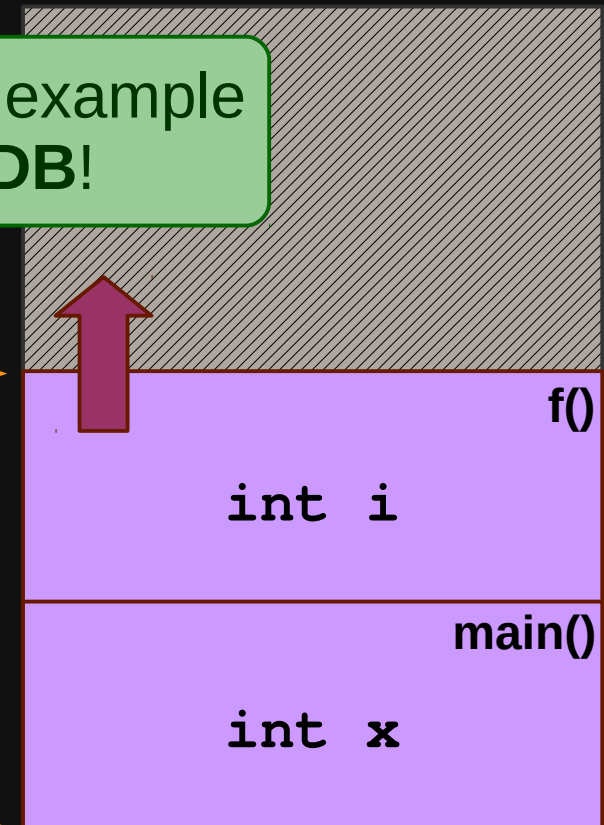 example
DB!
f()
int i
main()
int x